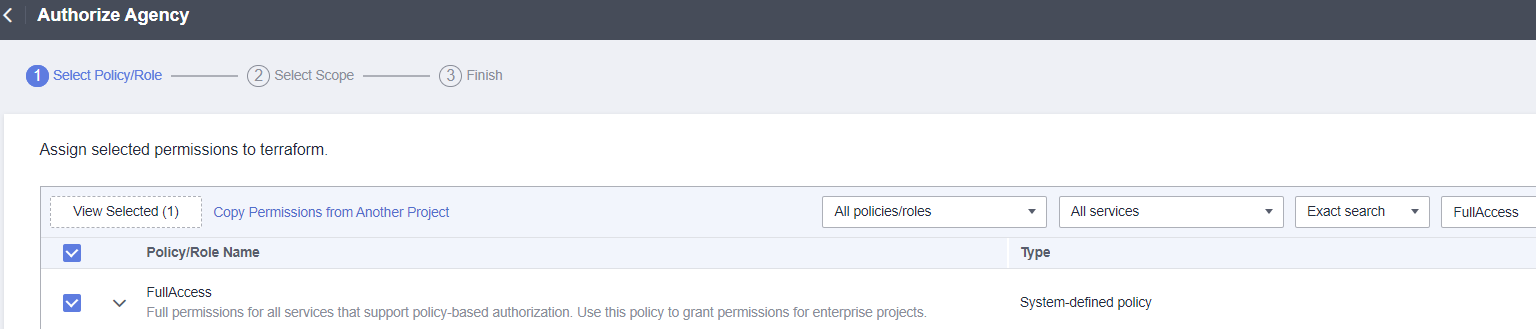 Authorize Agency
1 Select Policy/Role 2 Select Scope 3 Finish
Assign selected permissions to terraform.
View Selected (1) Copy Permissions from Another Project All policies/roles All services Exact search FullAccess
Policy/Role Name Type
FullAccess
Full permissions for all services that support policy-based authorization. Use this policy to grant permissions for enterprise projects.
System-defined policy